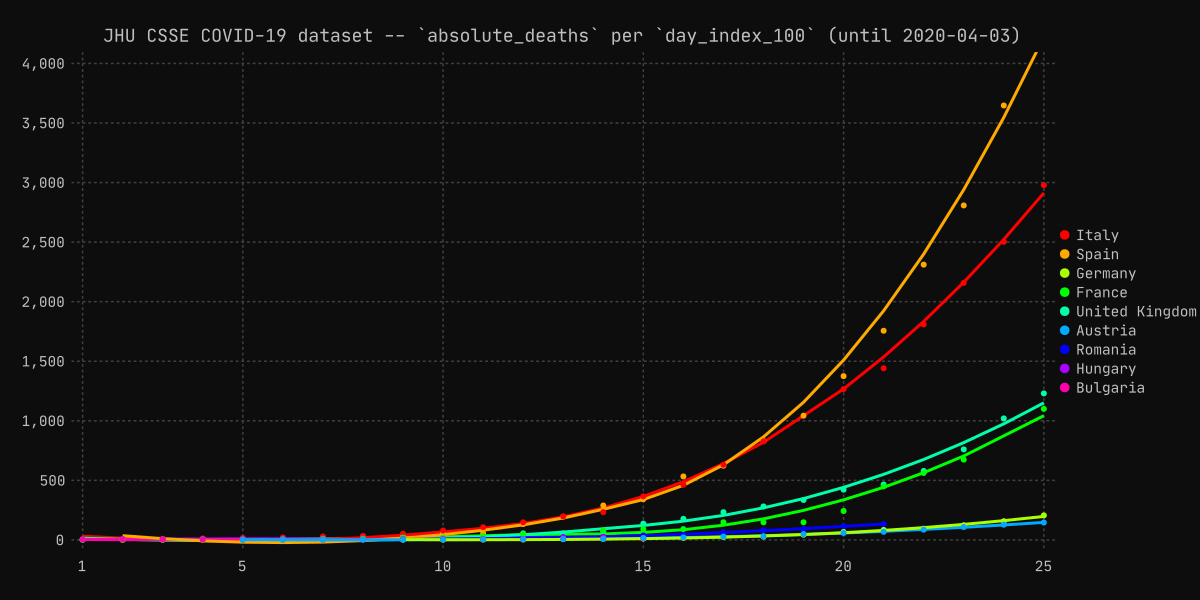 JHU CSSE COVID-19 dataset -- `absolute_deaths` per `day_index_100` (until 2020-04-03)
4,000
3,500
3,000
2,500
2,000
1,500
1,000
500
0
1 5 10 15 20 25
Italy
Spain
Germany
France
United Kingdom
Austria
Romania
Hungary
Bulgaria